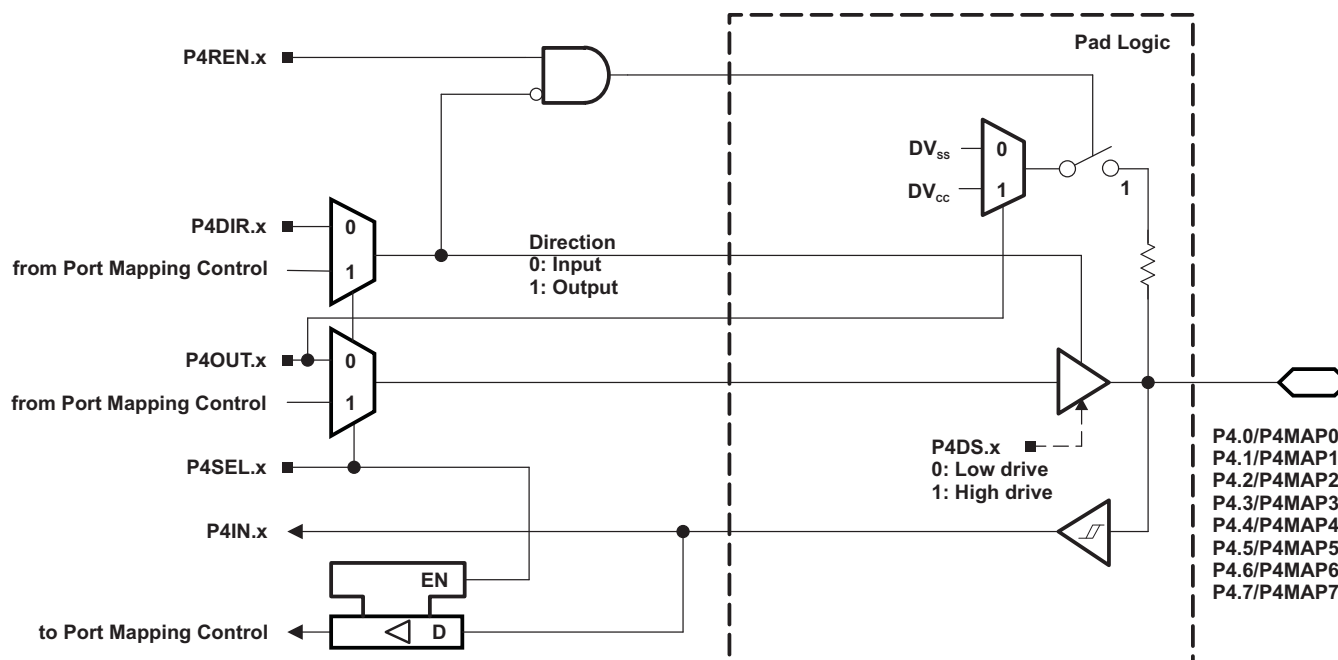 Pad Logic
P4REN.x
DVss
0
DVcc
1
1
P4DIR.x
0
from Port Mapping Control
1
Direction
0: Input
1: Output
P4OUT.x
0
from Port Mapping Control
1
P4SEL.x
P4DS.x
0: Low drive
1: High drive
P4IN.x
EN
to Port Mapping Control
D
P4.0/P4MAP0
P4.1/P4MAP1
P4.2/P4MAP2
P4.3/P4MAP3
P4.4/P4MAP4
P4.5/P4MAP5
P4.6/P4MAP6
P4.7/P4MAP7